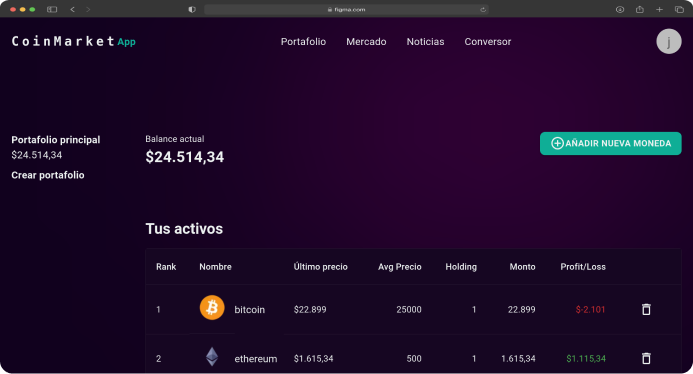 figma.com
CoinMarket App
Portafolio Mercado Noticias Conversor
j
Portafolio principal
$24.514,34
Crear portafolio
Balance actual
$24.514,34
AÑADIR NUEVA MONEDA
Tus activos
Rank Nombre Último precio Avg Precio Holding Monto Profit/Loss
1 bitcoin $22.899 25000 1 22.899 $-2.101
2 ethereum $1.615,34 500 1 1.615,34 $1.115,34